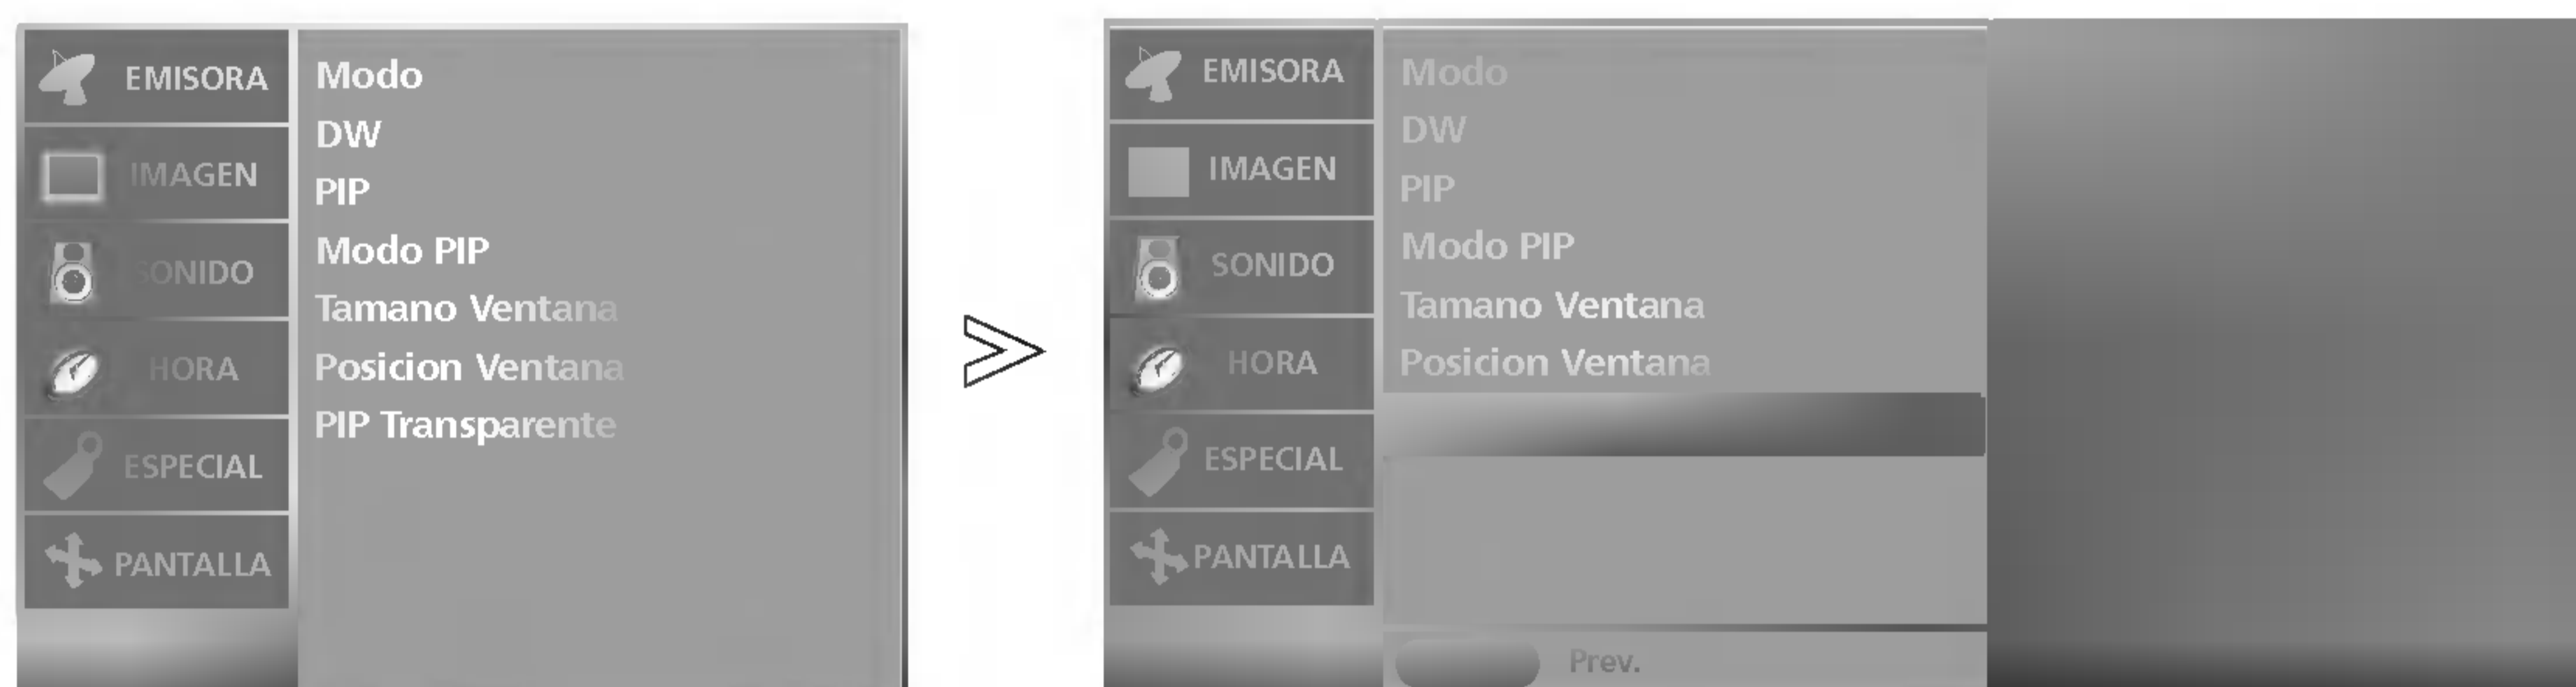 EMISORA
IMAGEN
SONIDO
HORA
ESPECIAL
PANTALLA
Modo
DW
PIP
Modo PIP
Tamano Ventana
Posicion Ventana
PIP Transparente
EMISORA
IMAGEN
SONIDO
HORA
ESPECIAL
PANTALLA
Modo
DW
PIP
Modo PIP
Tamano Ventana
Posicion Ventana
Prev.